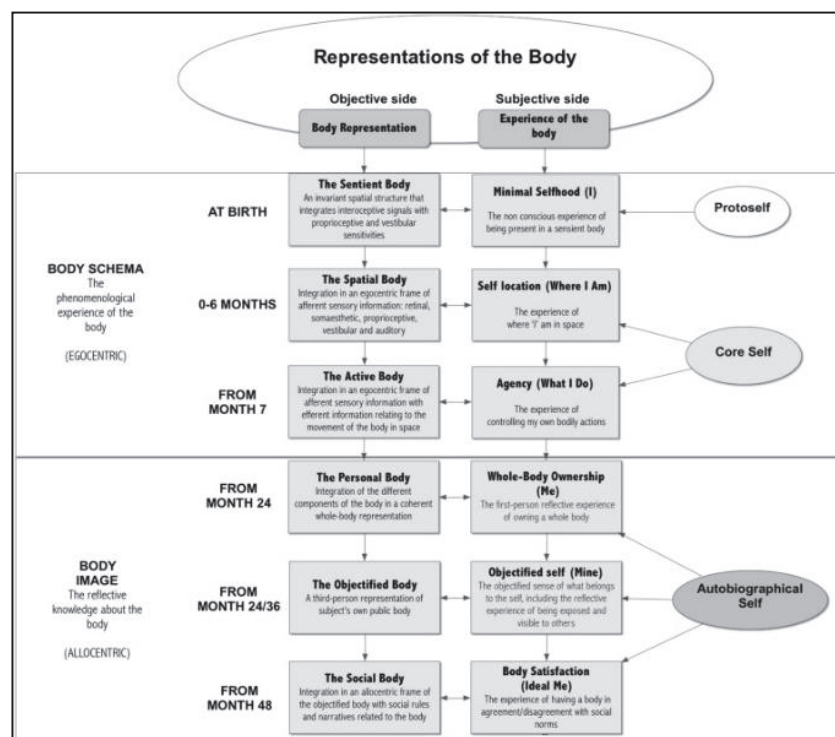 Representations of the Body
Objective side
Subjective side
Body Representation
Experience of the
body
AT BIRTH
The Sentient Body
An invariant spatial structure that
integrates interoceptive signals with
proprioceptive and vestibular
sensitivities
Minimal Selfhood (I)
The non conscious experience of
being present in a sensient body
Protoself
BODY SCHEMA
The
phenomenological
experience of the
body
(EGOCENTRIC)
0-6 MONTHS
The Spatial Body
Integration in an egocentric frame of
afferent sensory information: retinal,
somaesthetic, proprioceptive,
vestibular and auditory
Self location (Where I Am)
The experience of
where 'I' am in space
Core Self
FROM
MONTH 7
The Active Body
Integration in an egocentric frame of
afferent sensory information with
efferent information relating to the
movement of the body in space
Agency (What I Do)
The experience of
controlling my own bodily actions
FROM
MONTH 24
The Personal Body
Integration of the different
components of the body in a coherent
whole-body representation
Whole-Body Ownership
(Me)
The first-person reflective experience
of owning a whole body
BODY
IMAGE
The reflective
knowledge about the
body
(ALLOCENTRIC)
FROM
MONTH 24/36
The Objectified Body
A third-person representation of
subject's own public body
Objectified self (Mine)
The objectified sense of what belongs
to the self, including the reflective
experience of being exposed and
visible to others
Autobiographical
Self
FROM
MONTH 48
The Social Body
Integration in an allocentric frame of
the objectified body with social rules
and narratives related to the body
Body Satisfaction
(Ideal Me)
The experience of having a body in
agreement/disagreement with social
norms